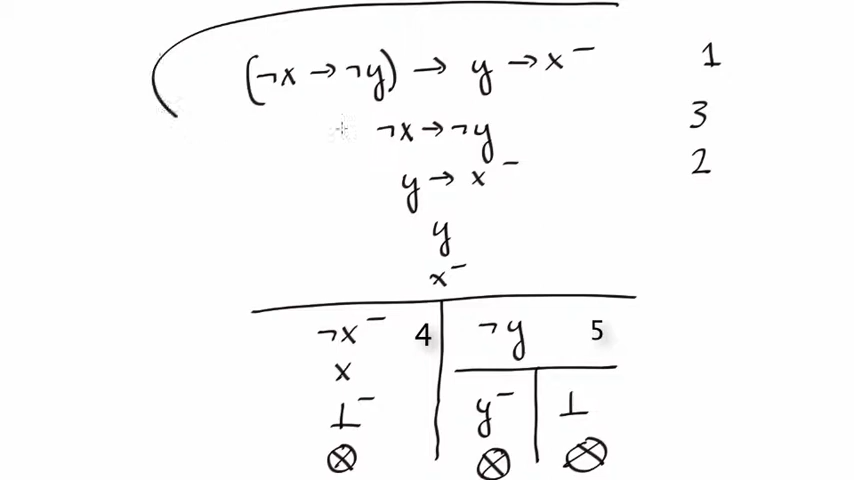 (¬x → ¬y) → y → x⁻ 1
¬x → ¬y 3
y → x⁻ 2
y
x⁻
¬x⁻ 4 ¬y 5
x
⊥⁻ y⁻ ⊥
⊗ ⊗ ⊗